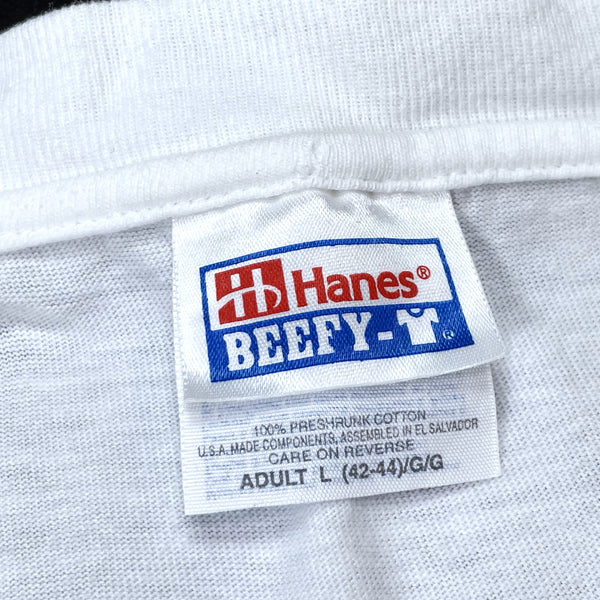 Hanes®
BEEFY-T®
100% PRESHRUNK COTTON
U.S.A. MADE COMPONENTS, ASSEMBLED IN EL SALVADOR
CARE ON REVERSE
ADULT L (42-44)/G/G